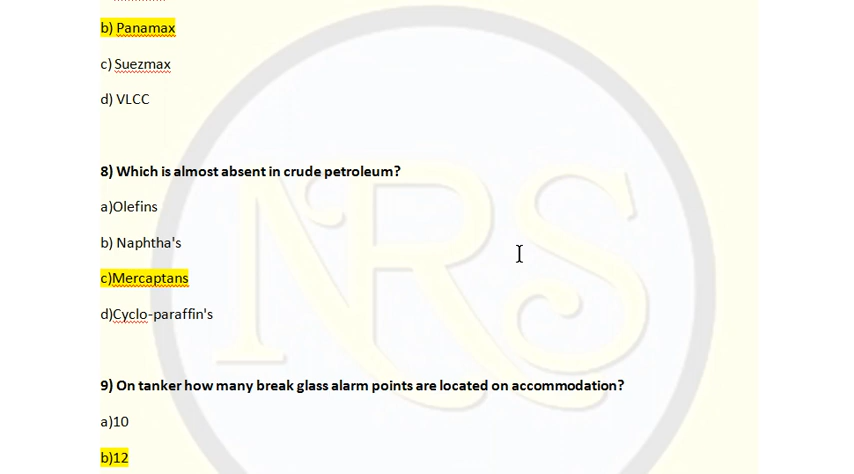 b) Panamax
c) Suezmax
d) VLCC
8) Which is almost absent in crude petroleum?
a)Olefins
b) Naphtha's
c)Mercaptans
d)Cyclo-paraffin's
9) On tanker how many break glass alarm points are located on accommodation?
a)10
b)12
NRS